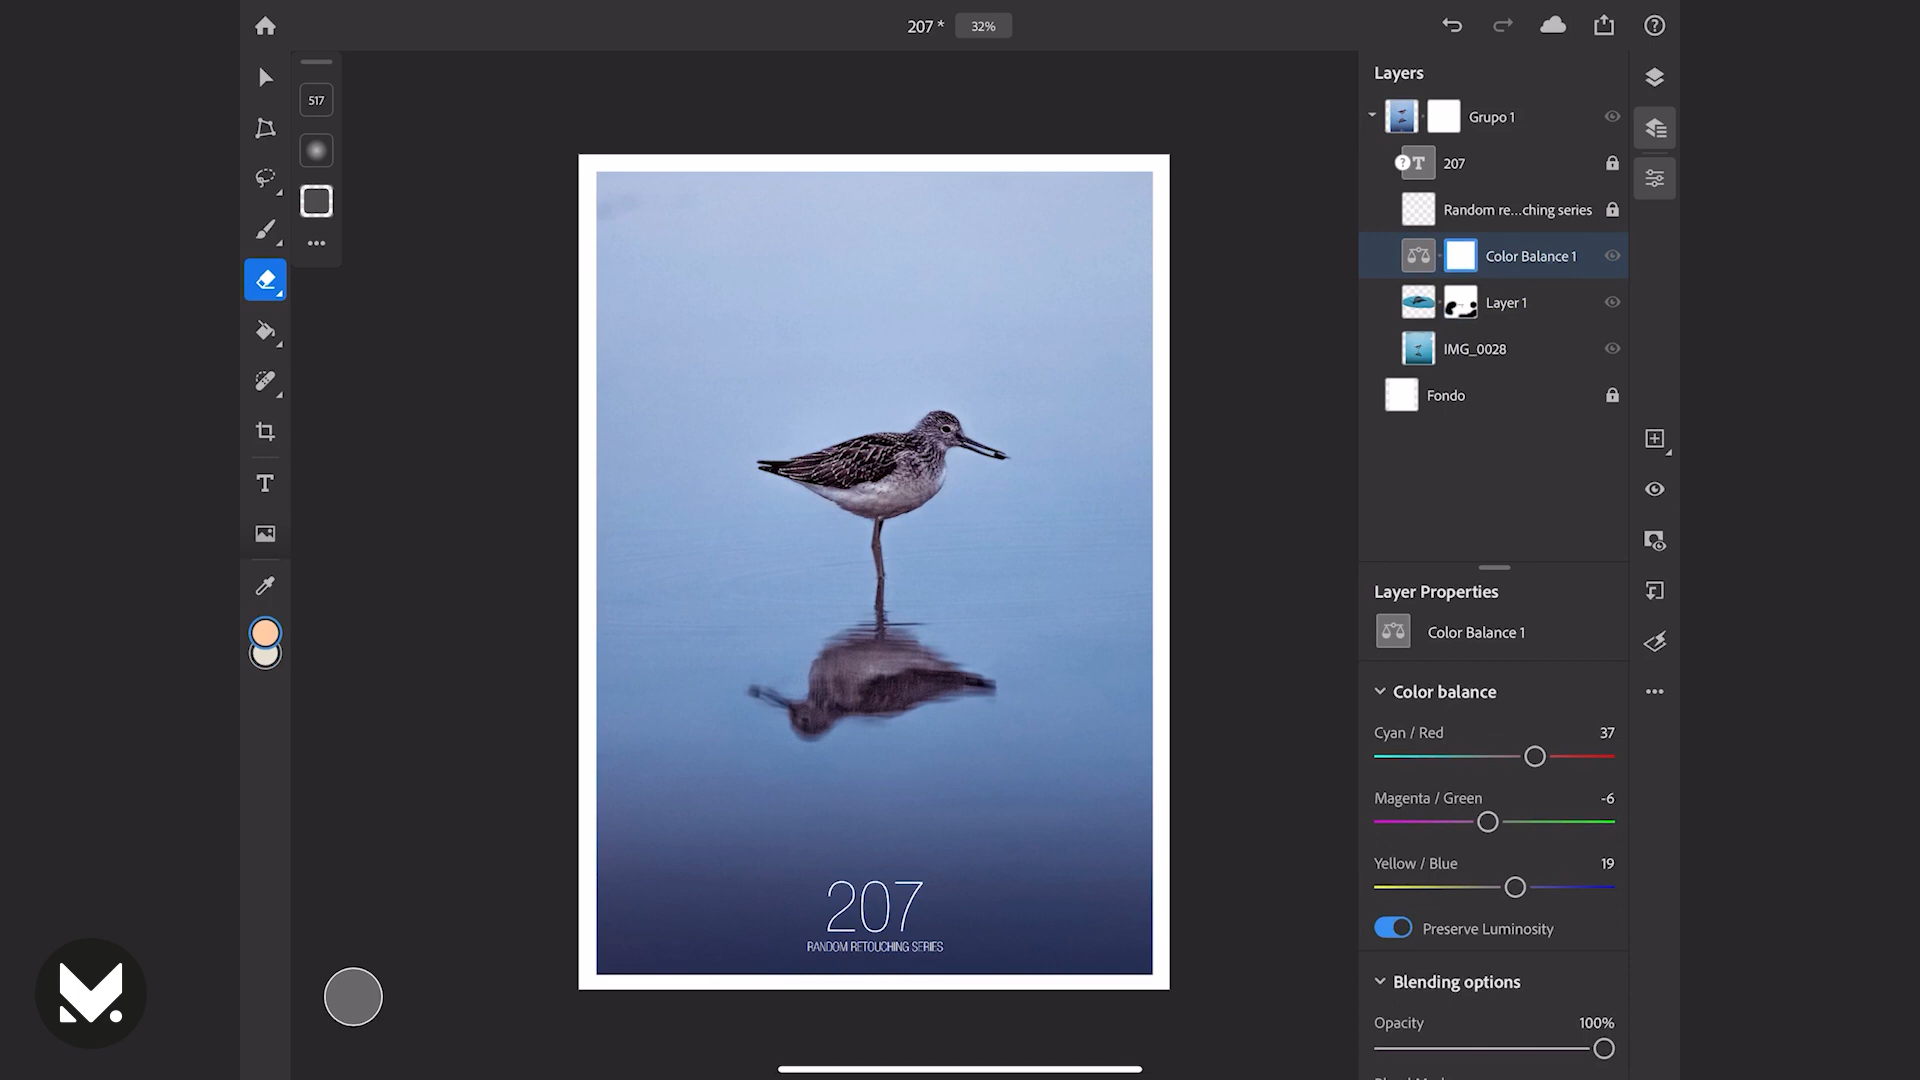 207 *
32%
517
Layers
Grupo 1
207
Random re...ching series
Color Balance 1
Layer 1
IMG_0028
Fondo
Layer Properties
Color Balance 1
Color balance
Cyan / Red
37
Magenta / Green
-6
Yellow / Blue
19
Preserve Luminosity
Blending options
Opacity
100%
207
RANDOM RETOUCHING SERIES